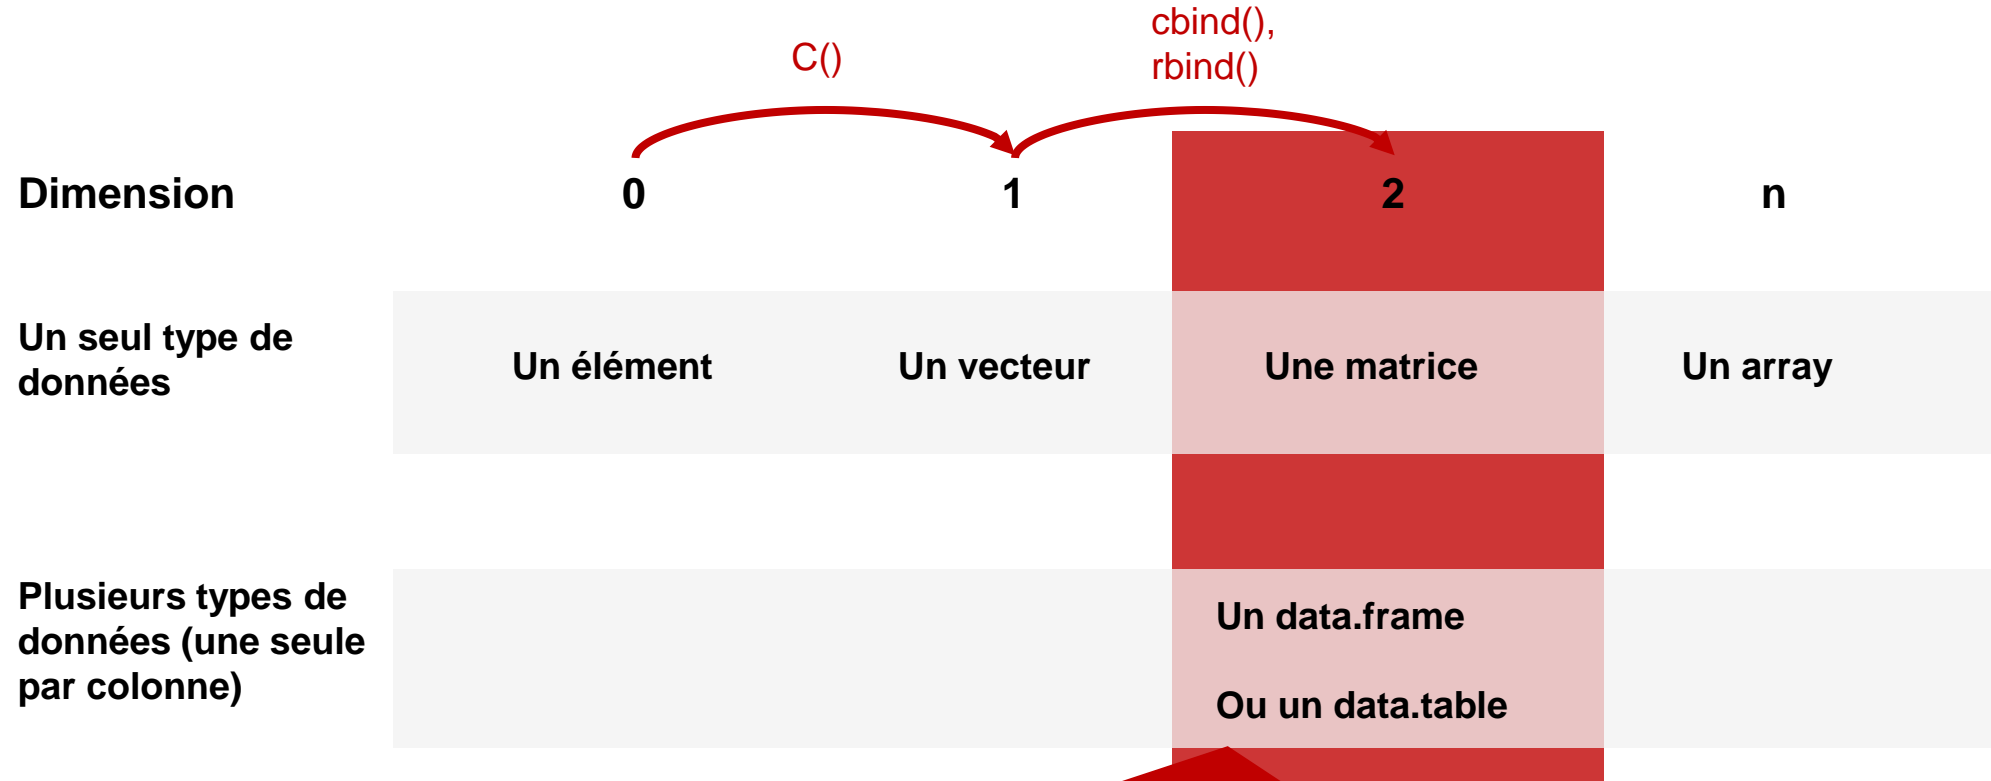 cbind(),
C()
rbind()
Dimension 0 1 2 n
Un seul type de
données
Un élément Un vecteur Une matrice Un array
Plusieurs types de
données (une seule
par colonne)
Un data.frame
Ou un data.table